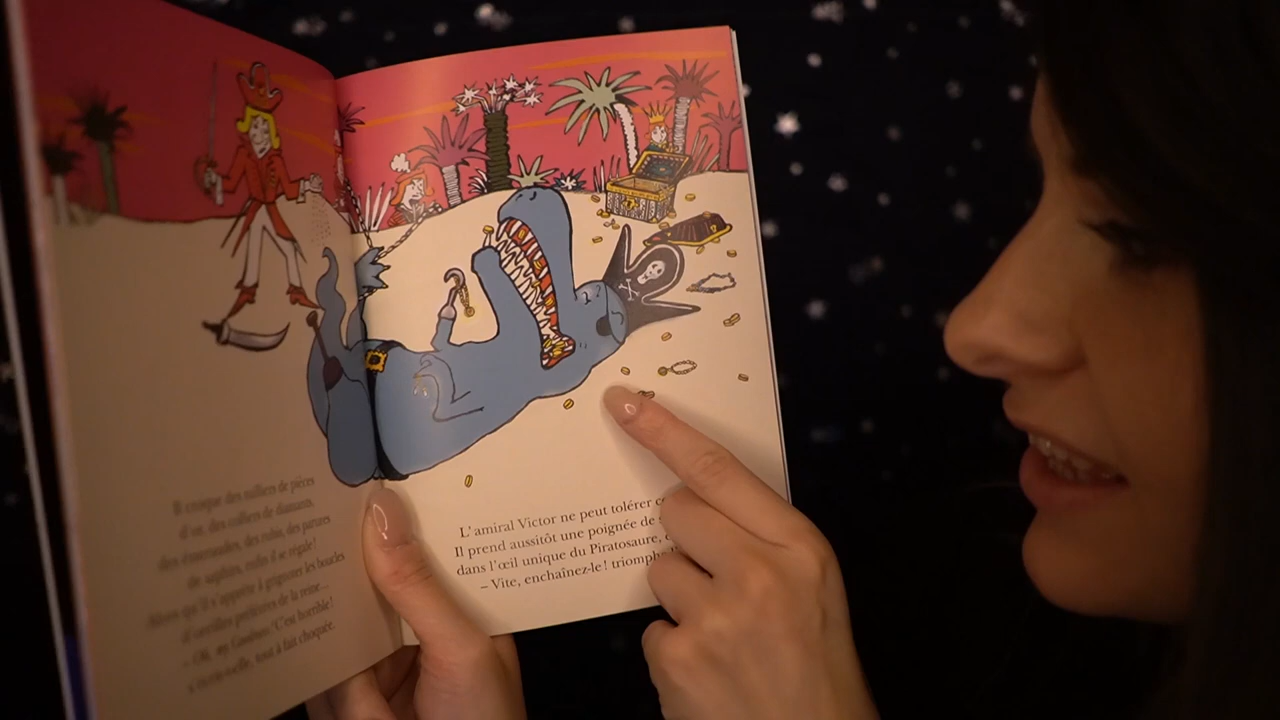 Il croque des milliers de pièces
d'or, des colliers de diamants,
des émeraudes, des rubis, des parures
de saphirs, enfin il se régale!
Alors qu'il s'apprête à grignoter les boucles
d'oreilles préférées de la reine...
– Oh, my Goodness! C'est horrible!
s'écrie-t-elle, tout à fait choquée.
L'amiral Victor ne peut tolérer
Il prend aussitôt une poignée de
dans l'œil unique du Piratosaure,
– Vite, enchaînez-le!